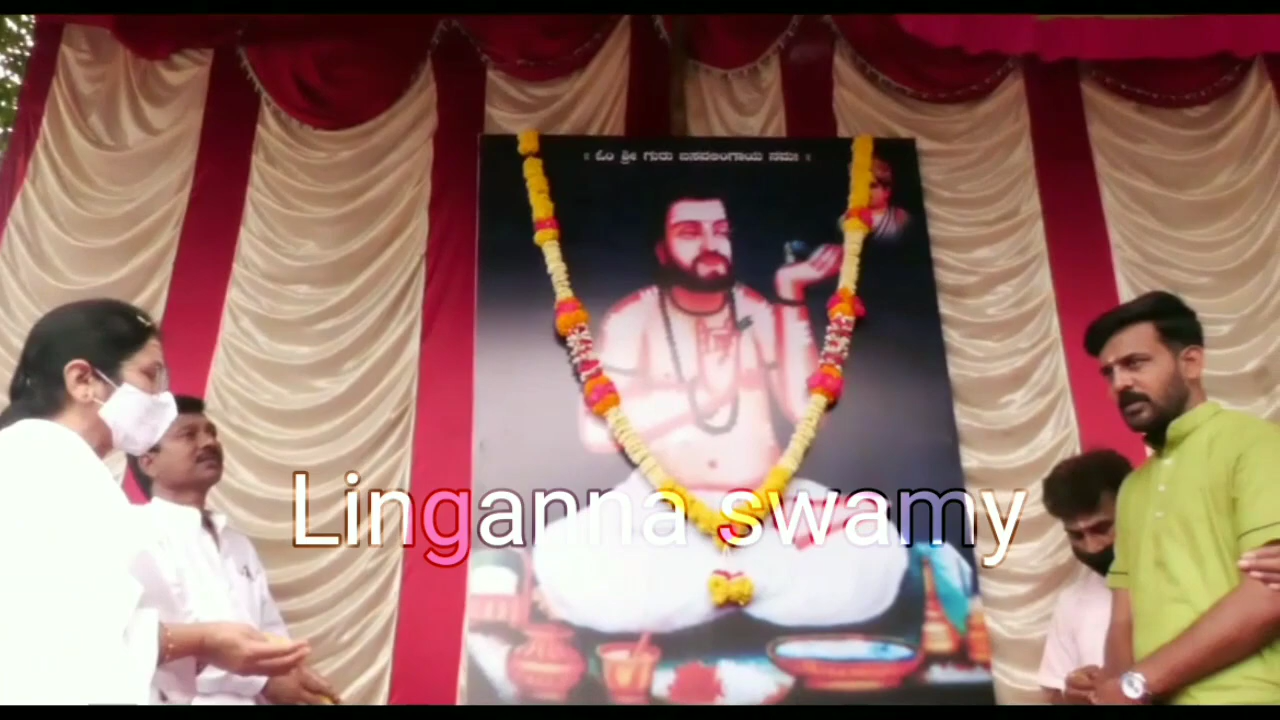 । ಓಂ ಶ್ರೀ ಗುರು ಬಸವಲಿಂಗಾಯ ನಮಃ ।
Linganna swamy